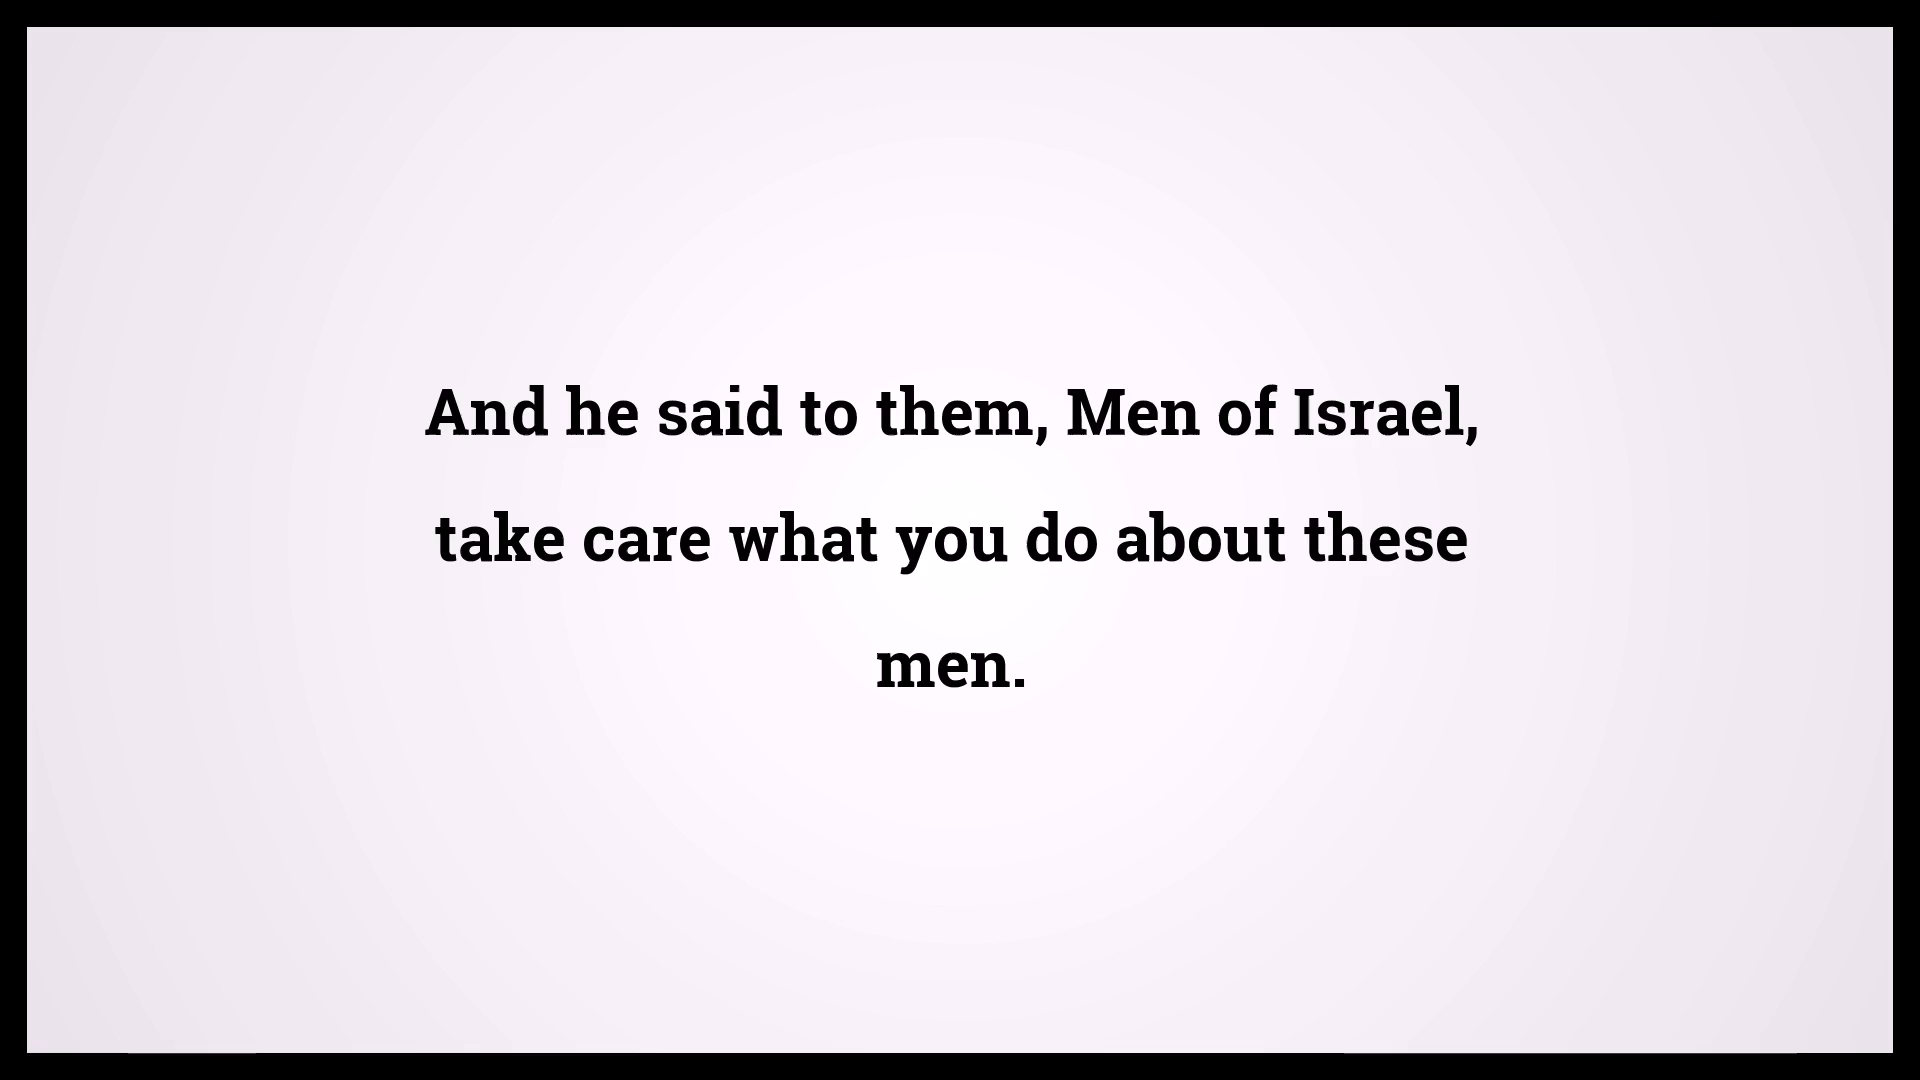 And he said to them, Men of Israel,
take care what you do about these
men.